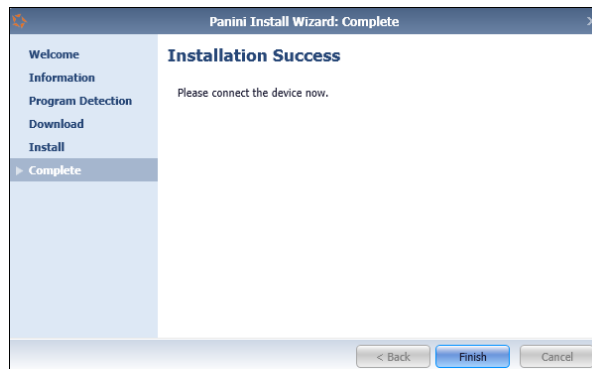 Panini Install Wizard: Complete
Welcome
Information
Program Detection
Download
Install
Complete
Installation Success
Please connect the device now.
< Back
Finish
Cancel